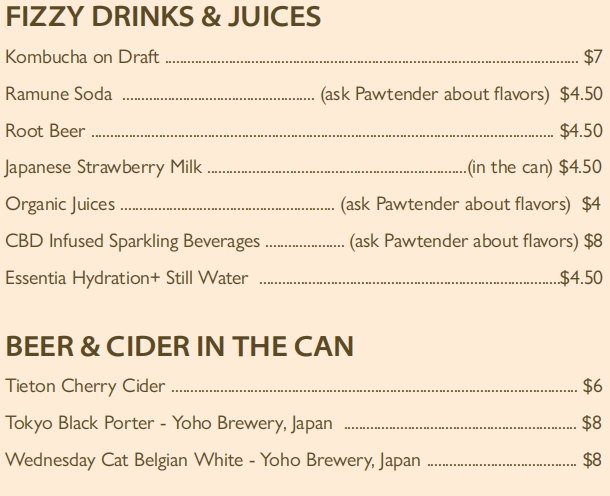 FIZZY DRINKS & JUICES
Kombucha on Draft ........................ $7
Ramune Soda ........................ (ask Pawtender about flavors) $4.50
Root Beer ........................ $4.50
Japanese Strawberry Milk ........................(in the can) $4.50
Organic Juices ........................ (ask Pawtender about flavors) $4
CBD Infused Sparkling Beverages ........................ (ask Pawtender about flavors) $8
Essentia Hydration+ Still Water ........................$4.50
BEER & CIDER IN THE CAN
Tieton Cherry Cider ........................ $6
Tokyo Black Porter - Yoho Brewery, Japan ........................ $8
Wednesday Cat Belgian White - Yoho Brewery, Japan ........................ $8